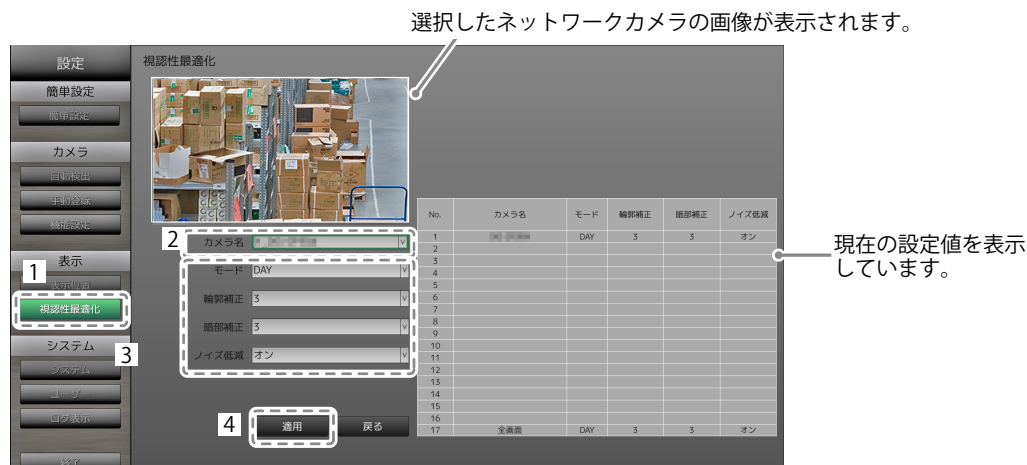 選択したネットワークカメラの画像が表示されます。
設定
視認性最適化
簡単設定
簡単設定
カメラ
自動検出
手動登録
機能設定
表示
1
表示位置
視認性最適化
システム
3
システム
ユーザー
ログ表示
終了
2
カメラ名
モード DAY
輪郭補正 3
暗部補正 3
ノイズ低減 オン
4
適用 戻る
No. カメラ名 モード 輪郭補正 暗部補正 ノイズ低減
1 DAY 3 3 オン
2
3
4
5
6
7
8
9
10
11
12
13
14
15
16
17 全画面 DAY 3 3 オン
現在の設定値を表示
しています。